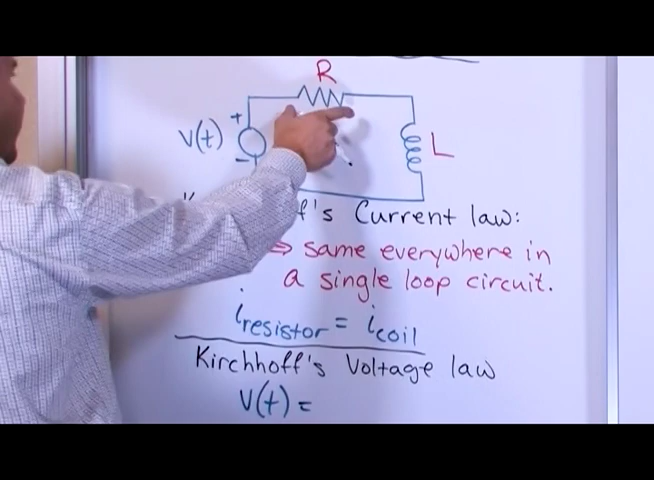 R
+
V(t)
-
L
's Current law:
⇒ same everywhere in
a single loop circuit.
i resistor = i coil
Kirchhoff's Voltage law
V(t) =